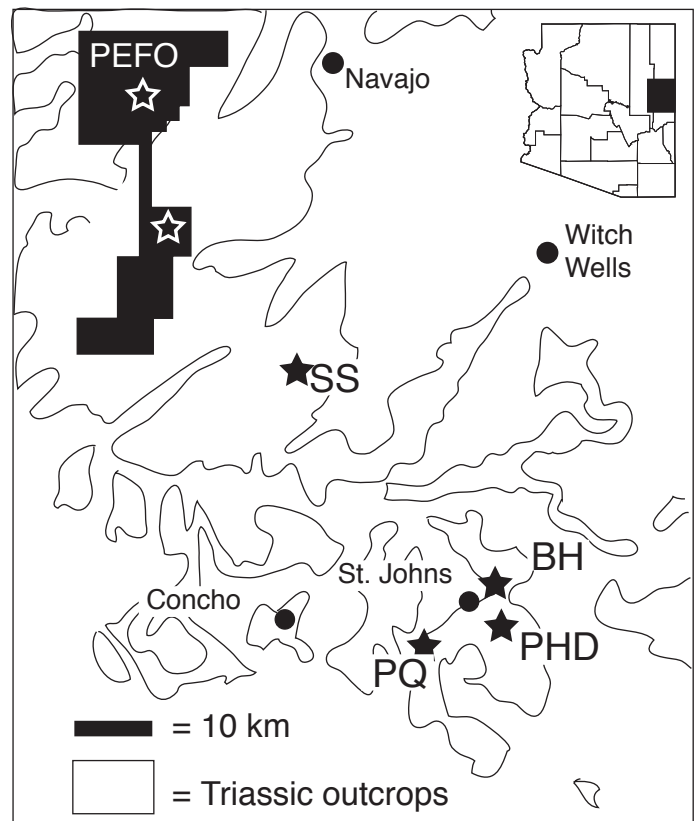 PEFO
Navajo
Witch
Wells
SS
BH
St. Johns
Concho
PHD
PQ
= 10 km
= Triassic outcrops